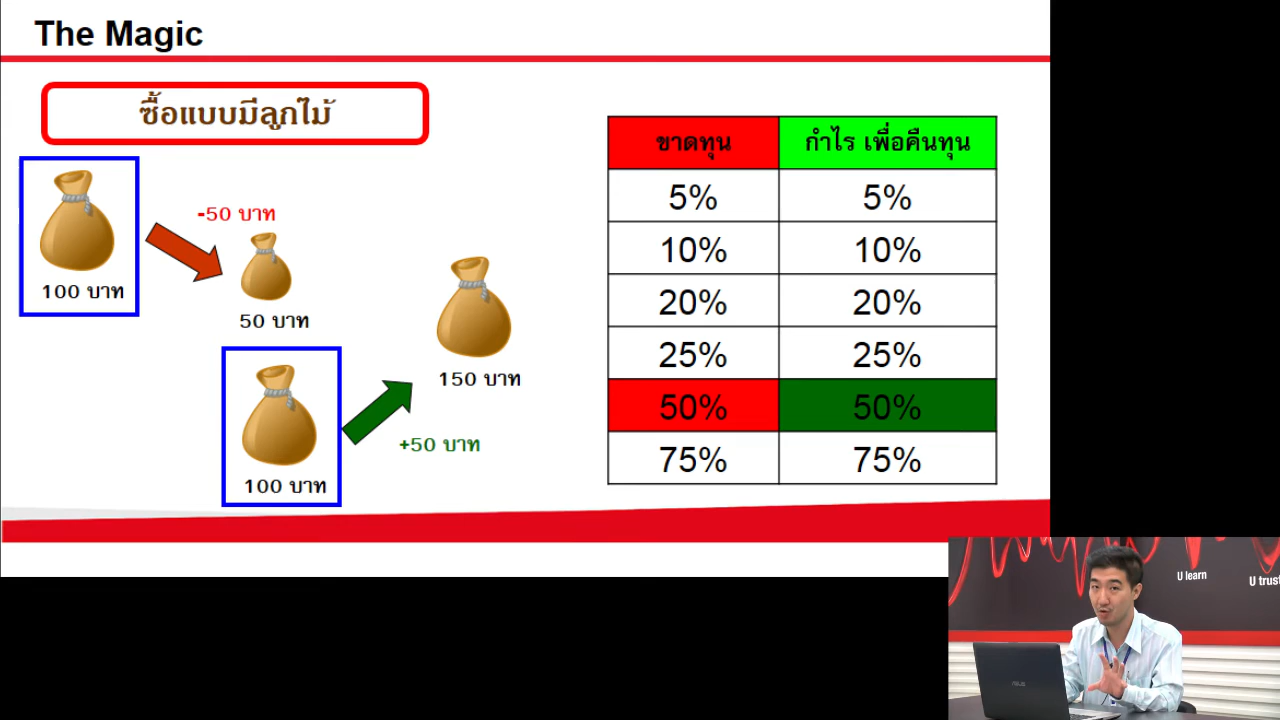 The Magic
ซื้อแบบมีลูกไม้
100 บาท
-50 บาท
50 บาท
100 บาท
+50 บาท
150 บาท
ขาดทุน กำไร เพื่อคืนทุน
5% 5%
10% 10%
20% 20%
25% 25%
50% 50%
75% 75%
U learn
U trust
ASUS